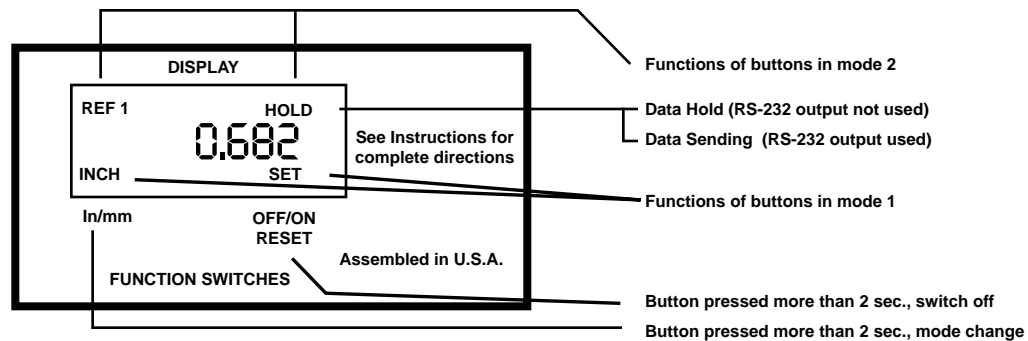 DISPLAY
REF 1
HOLD
0.682
INCH
SET
See Instructions for
complete directions
In/mm
OFF/ON
RESET
Assembled in U.S.A.
FUNCTION SWITCHES
Functions of buttons in mode 2
Data Hold (RS-232 output not used)
Data Sending (RS-232 output used)
Functions of buttons in mode 1
Button pressed more than 2 sec., switch off
Button pressed more than 2 sec., mode change